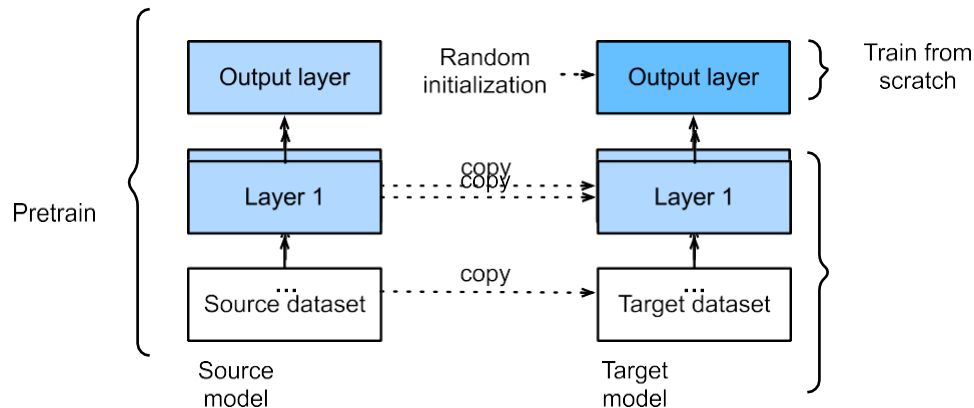 Output layer
Random
initialization
Output layer
Train from
scratch
copy
copy
Layer 1
Layer 1
Pretrain
copy
...
Source dataset
...
Target dataset
Source
model
Target
model